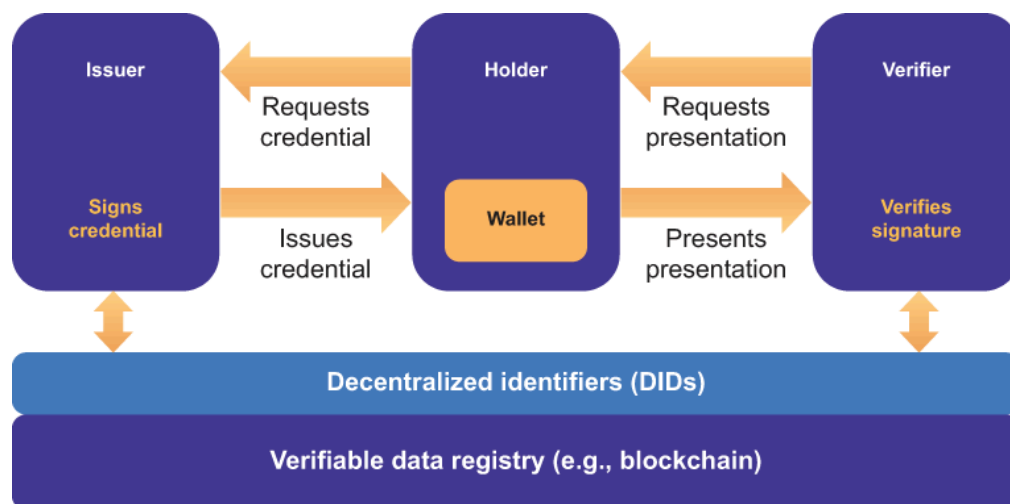 Issuer
Holder
Verifier
Requests
credential
Requests
presentation
Signs
credential
Wallet
Verifies
signature
Issues
credential
Presents
presentation
Decentralized identifiers (DIDs)
Verifiable data registry (e.g., blockchain)